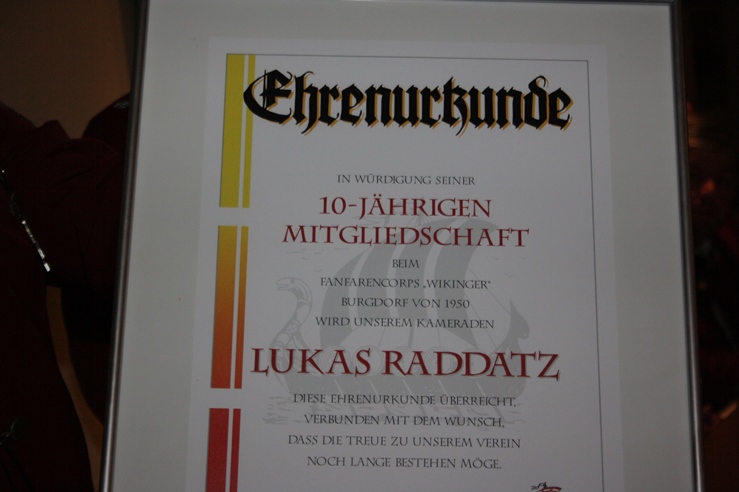 Ehrenurkunde
IN WÜRDIGUNG SEINER
10-JÄHRIGEN
MITGLIEDSCHAFT
BEIM
FANFARENCORPS „WIKINGER"
BURGDORF VON 1950
WIRD UNSEREM KAMERADEN
LUKAS RADDATZ
DIESE EHRENURKUNDE ÜBERREICHT,
VERBUNDEN MIT DEM WUNSCH,
DASS DIE TREUE ZU UNSEREM VEREIN
NOCH LANGE BESTEHEN MÖGE.